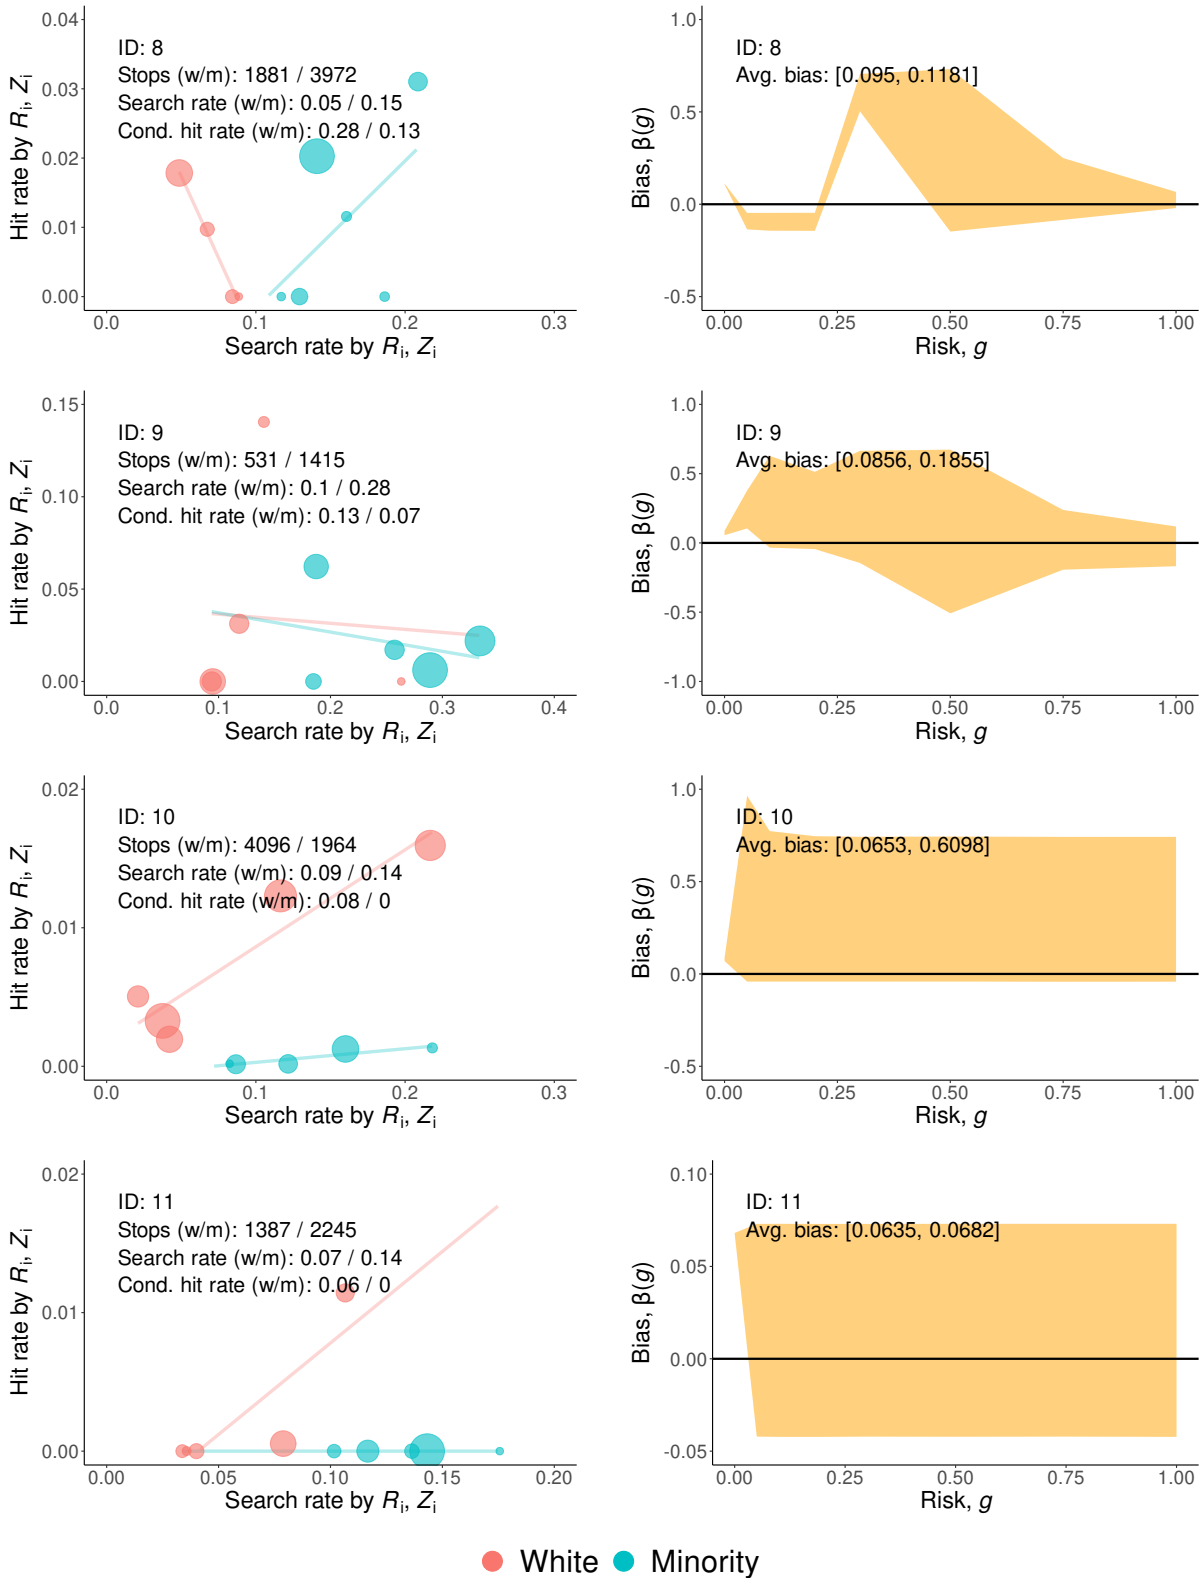 0.04
0.03
0.02
0.01
0.00
Hit rate by Ri, Zi
ID: 8
Stops (w/m): 1881 / 3972
Search rate (w/m): 0.05 / 0.15
Cond. hit rate (w/m): 0.28 / 0.13
0.0 0.1 0.2 0.3
Search rate by Ri, Zi
1.0
0.5
0.0
-0.5
Bias, β(g)
ID: 8
Avg. bias: [0.095, 0.1181]
0.00 0.25 0.50 0.75 1.00
Risk, g
0.15
0.10
0.05
0.00
Hit rate by Ri, Zi
ID: 9
Stops (w/m): 531 / 1415
Search rate (w/m): 0.1 / 0.28
Cond. hit rate (w/m): 0.13 / 0.07
0.0 0.1 0.2 0.3 0.4
Search rate by Ri, Zi
1.0
0.5
0.0
-0.5
-1.0
Bias, β(g)
ID: 9
Avg. bias: [0.0856, 0.1855]
0.00 0.25 0.50 0.75 1.00
Risk, g
0.02
0.01
0.00
Hit rate by Ri, Zi
ID: 10
Stops (w/m): 4096 / 1964
Search rate (w/m): 0.09 / 0.14
Cond. hit rate (w/m): 0.08 / 0
0.0 0.1 0.2 0.3
Search rate by Ri, Zi
1.0
0.5
0.0
-0.5
Bias, β(g)
ID: 10
Avg. bias: [0.0653, 0.6098]
0.00 0.25 0.50 0.75 1.00
Risk, g
0.02
0.01
0.00
Hit rate by Ri, Zi
ID: 11
Stops (w/m): 1387 / 2245
Search rate (w/m): 0.07 / 0.14
Cond. hit rate (w/m): 0.06 / 0
0.00 0.05 0.10 0.15 0.20
Search rate by Ri, Zi
0.10
0.05
0.00
-0.05
Bias, β(g)
ID: 11
Avg. bias: [0.0635, 0.0682]
0.00 0.25 0.50 0.75 1.00
Risk, g
White Minority